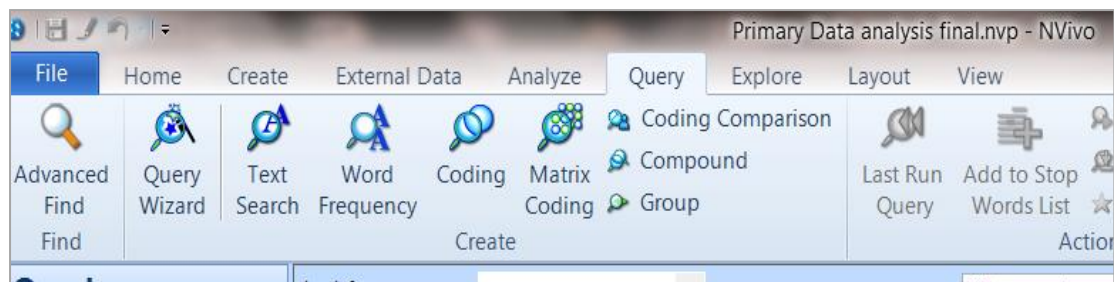 Primary Data analysis final.nvp - NVivo
File Home Create External Data Analyze Query Explore Layout View
Advanced Find
Query Wizard
Text Search
Word Frequency
Coding
Matrix Coding
Coding Comparison
Compound
Group
Last Run Query
Add to Stop Words List
Find
Create